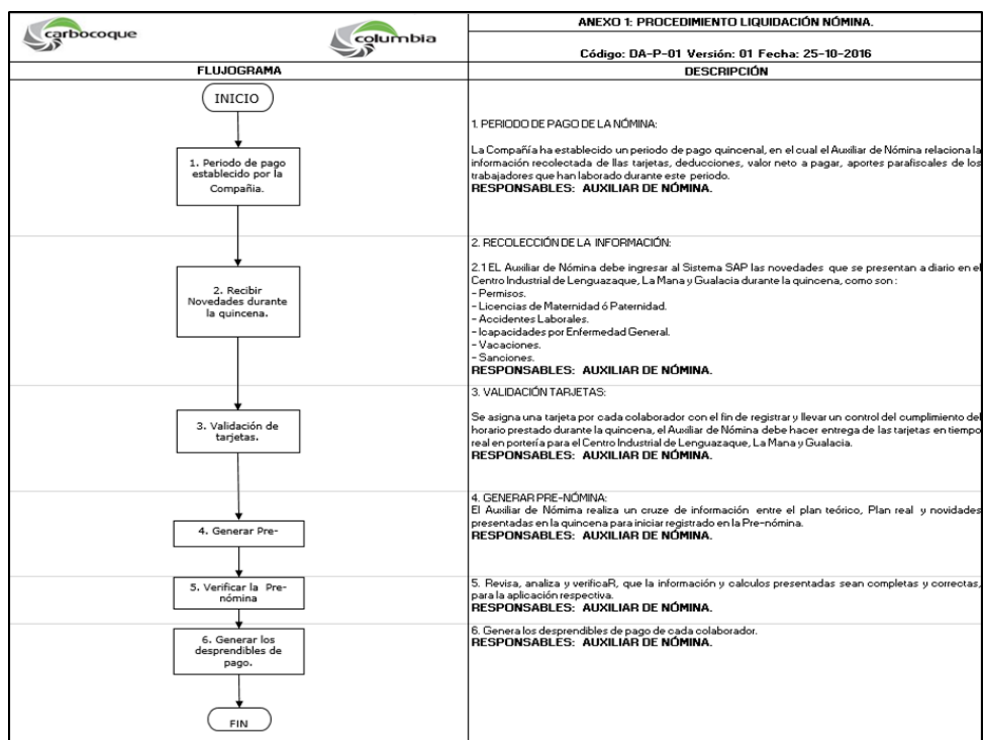 carbocoque
columbia
ANEXO 1: PROCEDIMIENTO LIQUIDACIÓN NÓMINA.
Código: DA-P-01 Versión: 01 Fecha: 25-10-2016
FLUJOGRAMA
DESCRIPCIÓN
INICIO
1. Periodo de pago
establecido por la
Compañia.
1. PERIODO DE PAGO DE LA NÓMINA:
La Compañía ha establecido un periodo de pago quincenal, en el cual el Auxiliar de Nómina relaciona la
información recolectada de llas tarjetas, deducciones, valor neto a pagar, aportes parafiscales de los
trabajadores que han laborado durante este periodo.
RESPONSABLES: AUXILIAR DE NÓMINA.
2. Recibir
Novedades durante
la quincena.
2. RECOLECCIÓN DE LA INFORMACIÓN:
2.1 EL Auxiliar de Nómina debe ingresar al Sistema SAP las novedades que se presentan a diario en el
Centro Industrial de Lenguazaque, La Mana y Gualacia durante la quincena, como son :
- Permisos.
- Licencias de Maternidad ó Paternidad.
- Accidentes Laborales.
- Icapacidades por Enfermedad General.
- Vacaciones.
- Sanciones.
RESPONSABLES: AUXILIAR DE NÓMINA.
3. Validación de
tarjetas.
3. VALIDACIÓN TARJETAS:
Se asigna una tarjeta por cada colaborador con el fin de registrar y llevar un control del cumplimiento del
horario prestado durante la quincena, el Auxiliar de Nómina debe hacer entrega de las tarjetas en tiempo
real en portería para el Centro Industrial de Lenguazaque, La Mana y Gualacia.
RESPONSABLES: AUXILIAR DE NÓMINA.
4. Generar Pre-
4. GENERAR PRE-NÓMINA:
El Auxiliar de Nómima realiza un cruze de información entre el plan teórico, Plan real y novidades
presentadas en la quincena para iniciar registrado en la Pre-nómina.
RESPONSABLES: AUXILIAR DE NÓMINA.
5. Verificar la Pre-
nómina
5. Revisa, analiza y verificaR, que la información y calculos presentadas sean completas y correctas,
para la aplicación respectiva.
RESPONSABLES: AUXILIAR DE NÓMINA.
6. Generar los
desprendibles de
pago.
6. Genera los desprendibles de pago de cada colaborador.
RESPONSABLES: AUXILIAR DE NÓMINA.
FIN